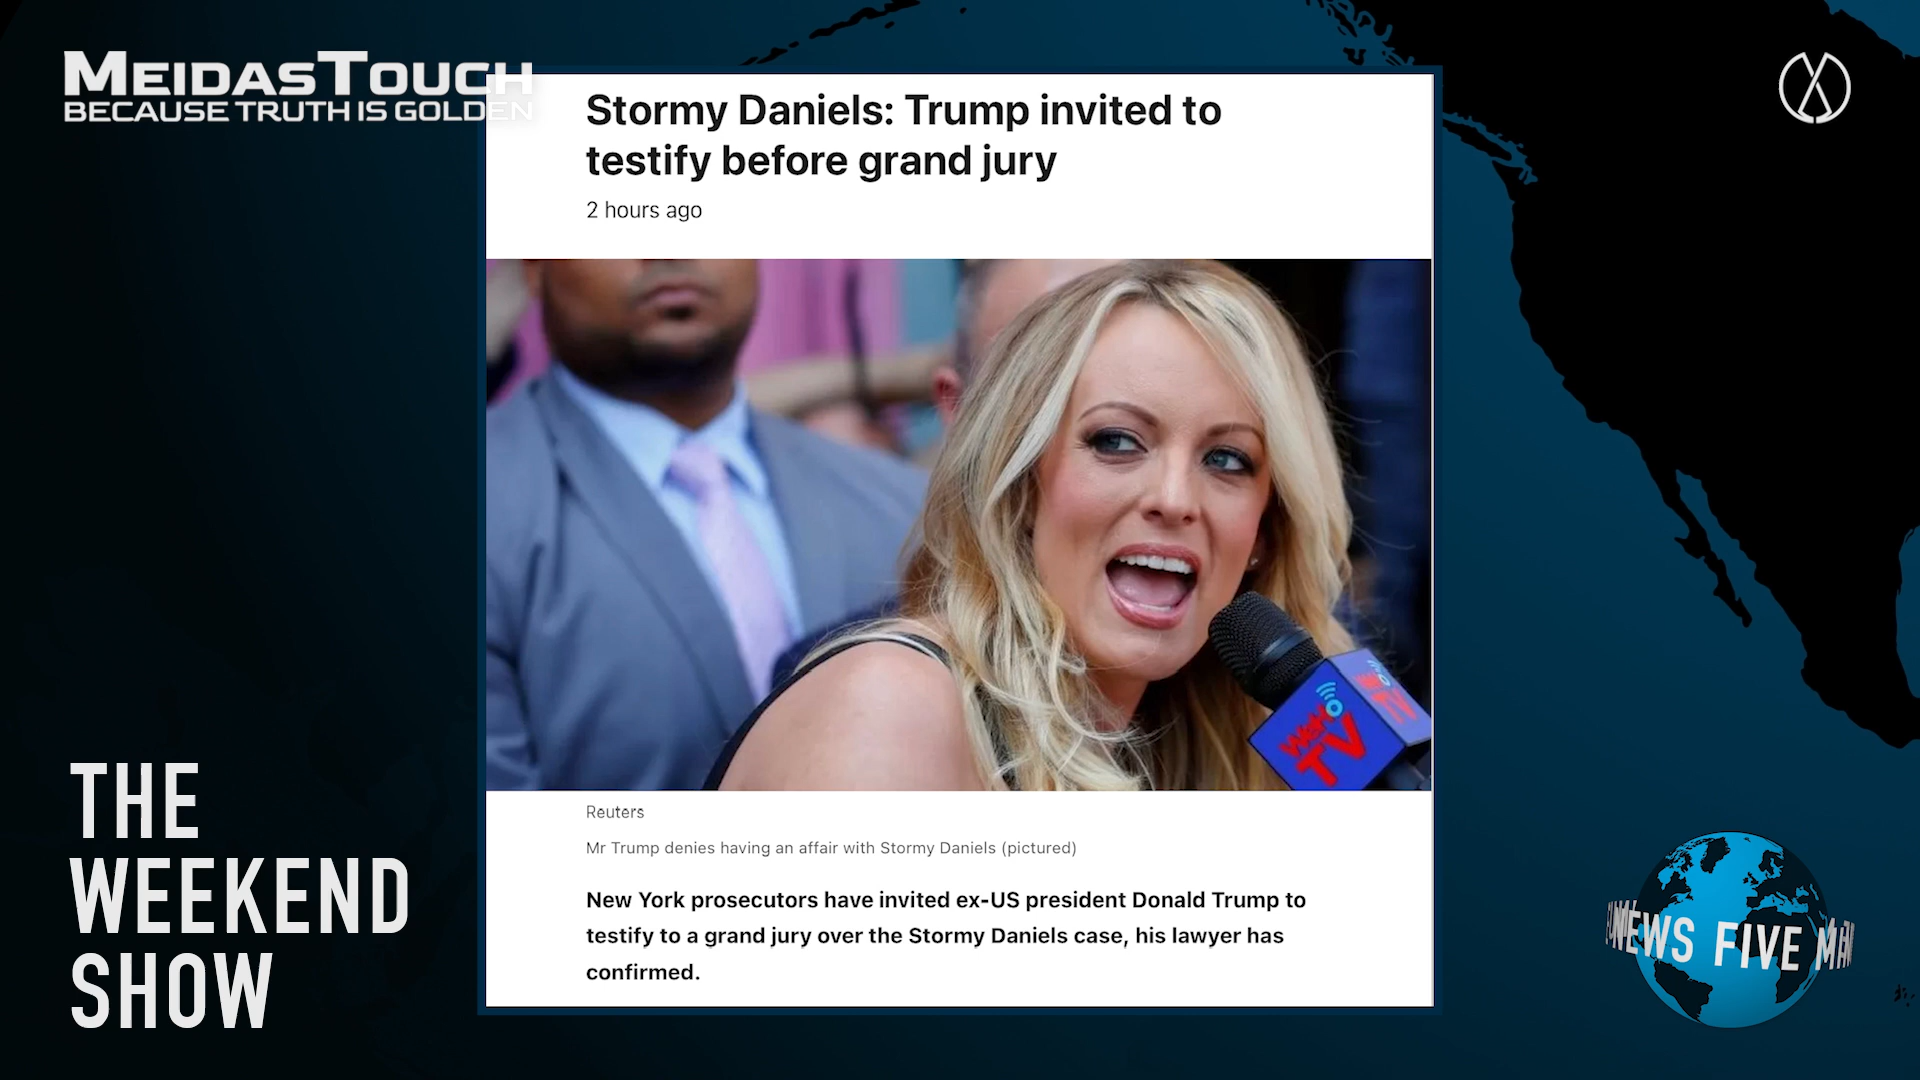 MEIDASTOUCH
BECAUSE TRUTH IS GOLDEN
Stormy Daniels: Trump invited to
testify before grand jury
2 hours ago
WeHo
TV
TV
Reuters
Mr Trump denies having an affair with Stormy Daniels (pictured)
New York prosecutors have invited ex-US president Donald Trump to
testify to a grand jury over the Stormy Daniels case, his lawyer has
confirmed.
THE
WEEKEND
SHOW
NEWS FIVE